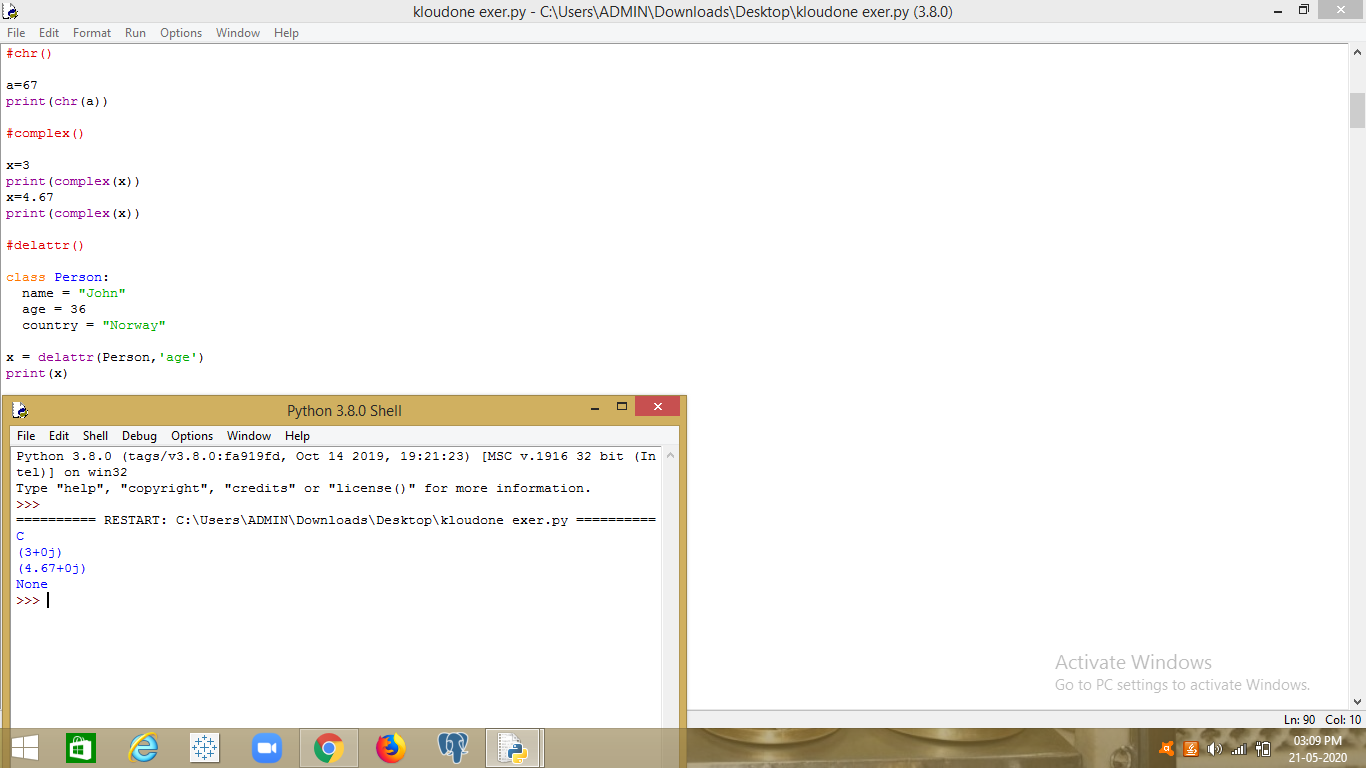 kloudone exer.py - C:\Users\ADMIN\Downloads\Desktop\kloudone exer.py (3.8.0)
File Edit Format Run Options Window Help
#chr()
a=67
print(chr(a))
#complex()
x=3
print(complex(x))
x=4.67
print(complex(x))
#delattr()
class Person:
  name = "John"
  age = 36
  country = "Norway"
x = delattr(Person,'age')
print(x)
Python 3.8.0 Shell
File Edit Shell Debug Options Window Help
Python 3.8.0 (tags/v3.8.0:fa919fd, Oct 14 2019, 19:21:23) [MSC v.1916 32 bit (In
tel)] on win32
Type "help", "copyright", "credits" or "license()" for more information.
>>>
========== RESTART: C:\Users\ADMIN\Downloads\Desktop\kloudone exer.py ==========
C
(3+0j)
(4.67+0j)
None
>>>
Activate Windows
Go to PC settings to activate Windows.
Ln: 90 Col: 10
03:09 PM
21-05-2020